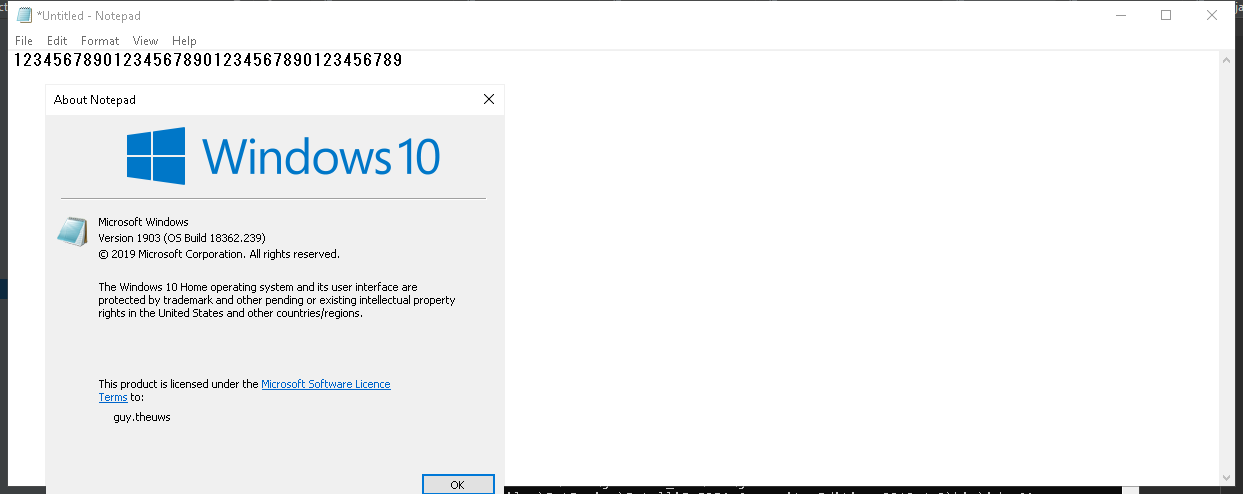 *Untitled - Notepad
File Edit Format View Help
123456789012345678901234567890123456789
About Notepad
Windows 10
Microsoft Windows
Version 1903 (OS Build 18362.239)
© 2019 Microsoft Corporation. All rights reserved.
The Windows 10 Home operating system and its user interface are
protected by trademark and other pending or existing intellectual property
rights in the United States and other countries/regions.
This product is licensed under the Microsoft Software Licence
Terms to:
guy.theuws
OK